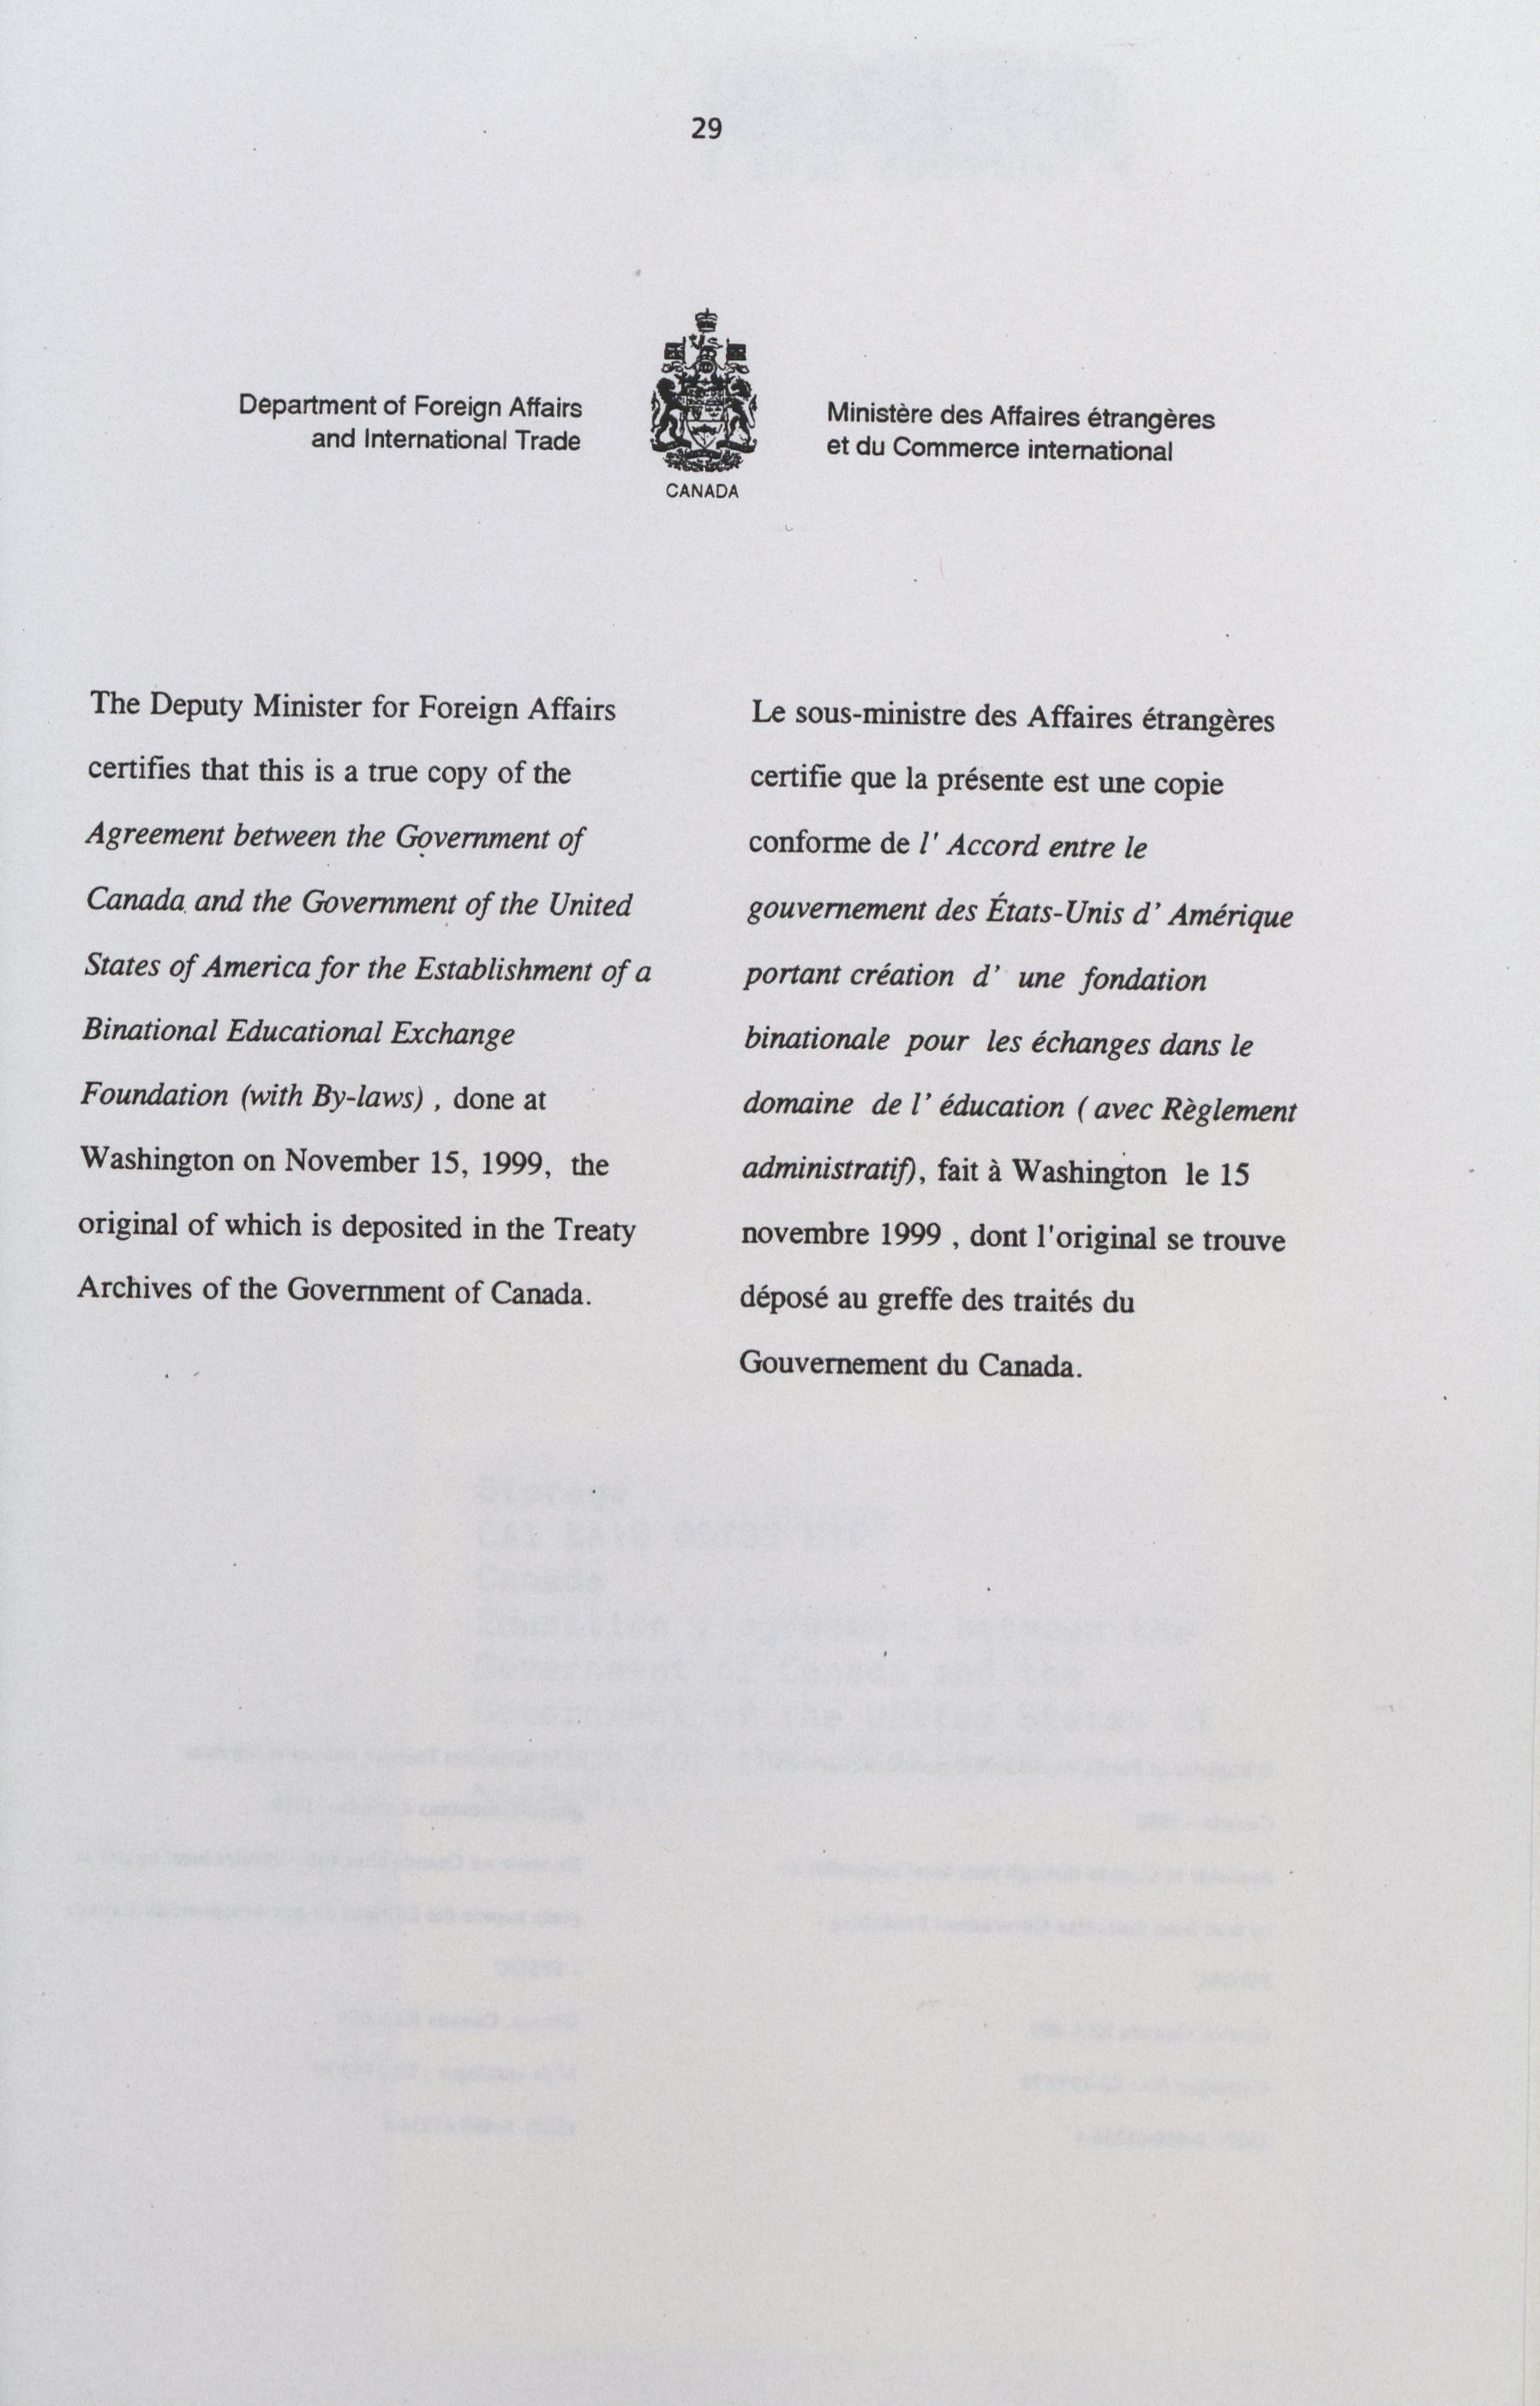 29
Department of Foreign Affairs
and International Trade
CANADA
Ministère des Affaires étrangères
et du Commerce international
The Deputy Minister for Foreign Affairs
certifies that this is a true copy of the
Agreement between the Government of
Canada and the Government of the United
States of America for the Establishment of a
Binational Educational Exchange
Foundation (with By-laws) , done at
Washington on November 15, 1999, the
original of which is deposited in the Treaty
Archives of the Government of Canada.
Le sous-ministre des Affaires étrangères
certifie que la présente est une copie
conforme de l' Accord entre le
gouvernement des États-Unis d' Amérique
portant création d' une fondation
binationale pour les échanges dans le
domaine de l' éducation ( avec Règlement
administratif), fait à Washington le 15
novembre 1999 , dont l'original se trouve
déposé au greffe des traités du
Gouvernement du Canada.